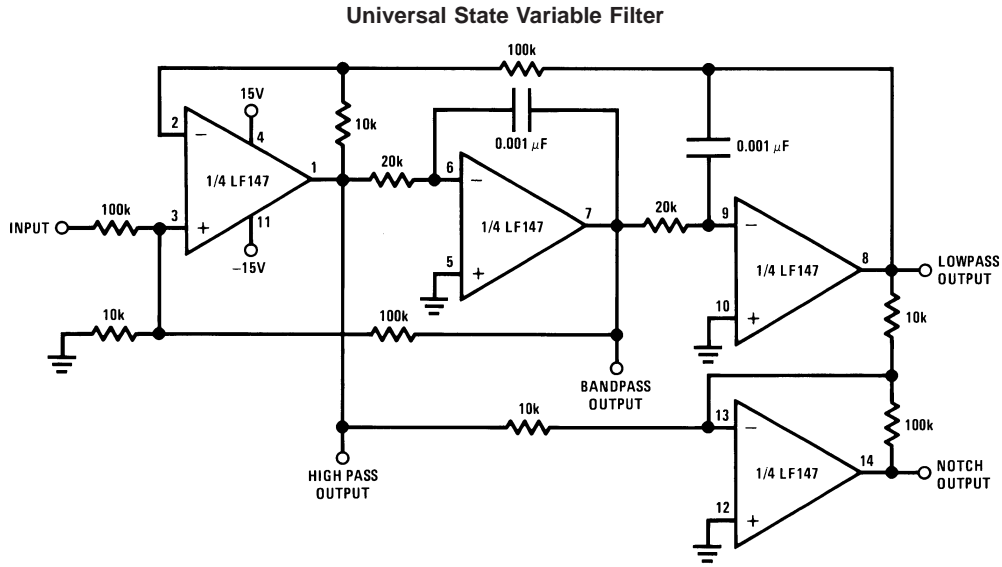 Universal State Variable Filter
100k
15V
2
−
4
10k
0.001 μF
0.001 μF
1/4 LF147
1
20k
6
−
100k
3
+
11
−15V
INPUT
1/4 LF147
7
20k
9
−
5
+
1/4 LF147
8
LOWPASS
OUTPUT
10k
100k
10
+
10k
BANDPASS
OUTPUT
10k
13
−
100k
HIGH PASS
OUTPUT
1/4 LF147
14
NOTCH
OUTPUT
12
+